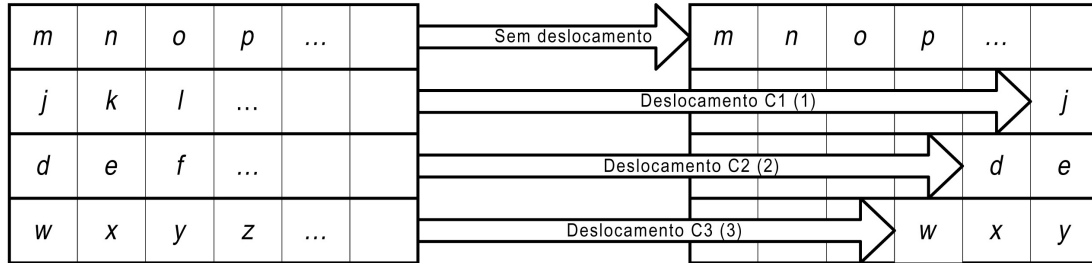 m n o p ... Sem deslocamento m n o p ...
j k l ... Deslocamento C1 (1) j
d e f ... Deslocamento C2 (2) d e
w x y z ... Deslocamento C3 (3) w x y